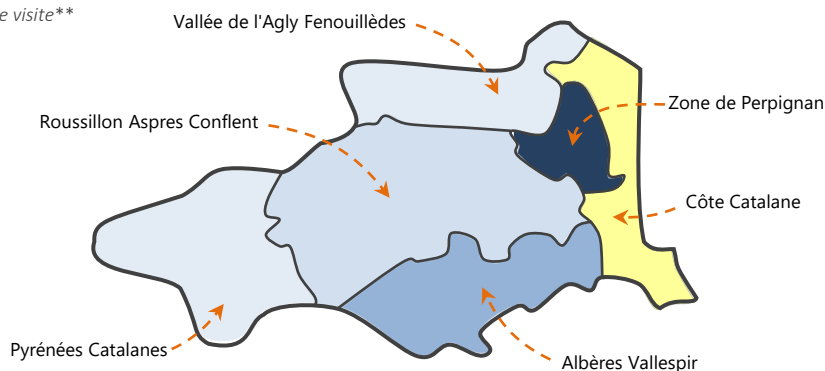 e visite**
Vallée de l'Agly Fenouillèdes
Zone de Perpignan
Roussillon Aspres Conflent
Côte Catalane
Pyrénées Catalanes
Albères Vallespir